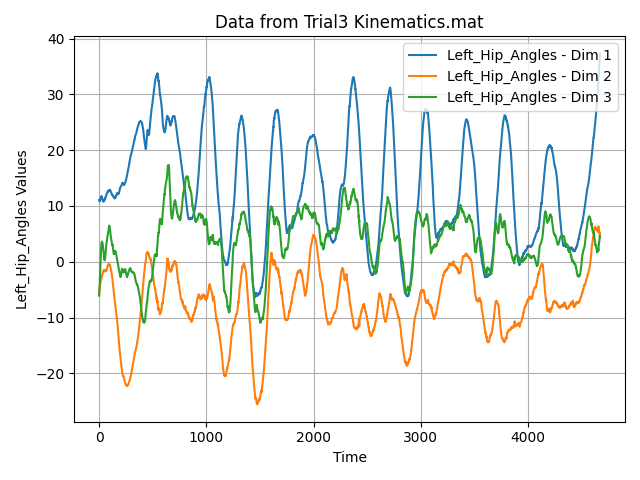 Data from Trial3 Kinematics.mat
Left_Hip_Angles - Dim 1
Left_Hip_Angles - Dim 2
Left_Hip_Angles - Dim 3
Left_Hip_Angles Values
40
30
20
10
0
−10
−20
0 1000 2000 3000 4000
Time